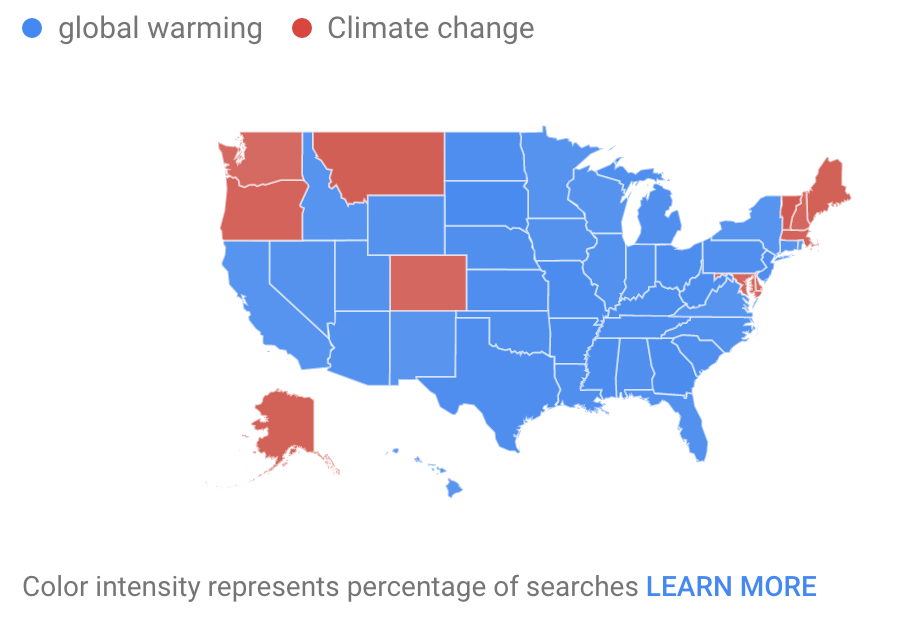 global warming Climate change
Color intensity represents percentage of searches LEARN MORE